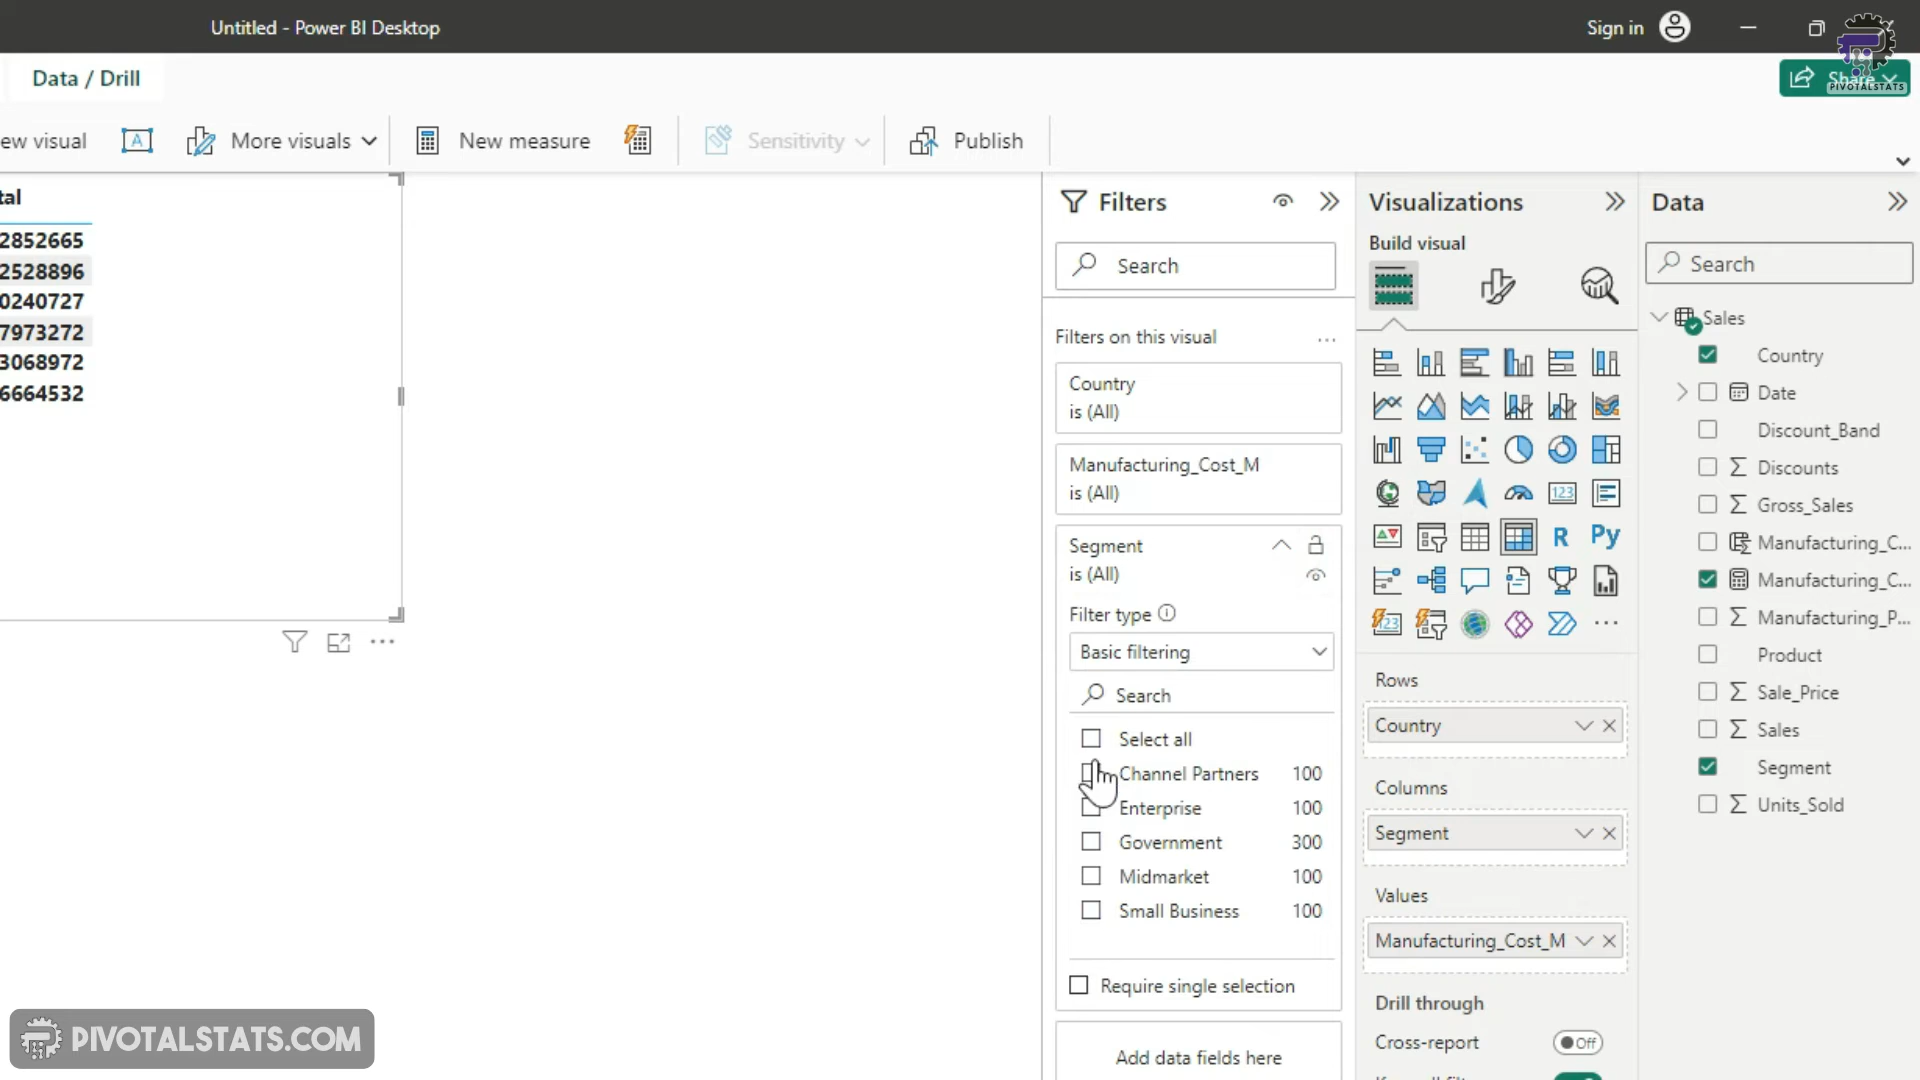 Untitled - Power BI Desktop
Sign in
Data / Drill
Share
PIVOTALSTATS
ew visual
A
More visuals
New measure
Sensitivity
Publish
tal
2852665
2528896
0240727
7973272
3068972
6664532
Filters
Search
Filters on this visual
...
Country
is (All)
Manufacturing_Cost_M
is (All)
Segment
is (All)
Filter type
Basic filtering
Search
Select all
Channel Partners 100
Enterprise 100
Government 300
Midmarket 100
Small Business 100
Require single selection
Add data fields here
Visualizations
Build visual
123
R
Py
123
...
Rows
Country
Columns
Segment
Values
Manufacturing_Cost_M
Drill through
Cross-report
Off
Data
Search
Sales
Country
Date
Discount_Band
Discounts
Gross_Sales
Manufacturing_C...
Manufacturing_C...
Manufacturing_P...
Product
Sale_Price
Sales
Segment
Units_Sold
PIVOTALSTATS.COM